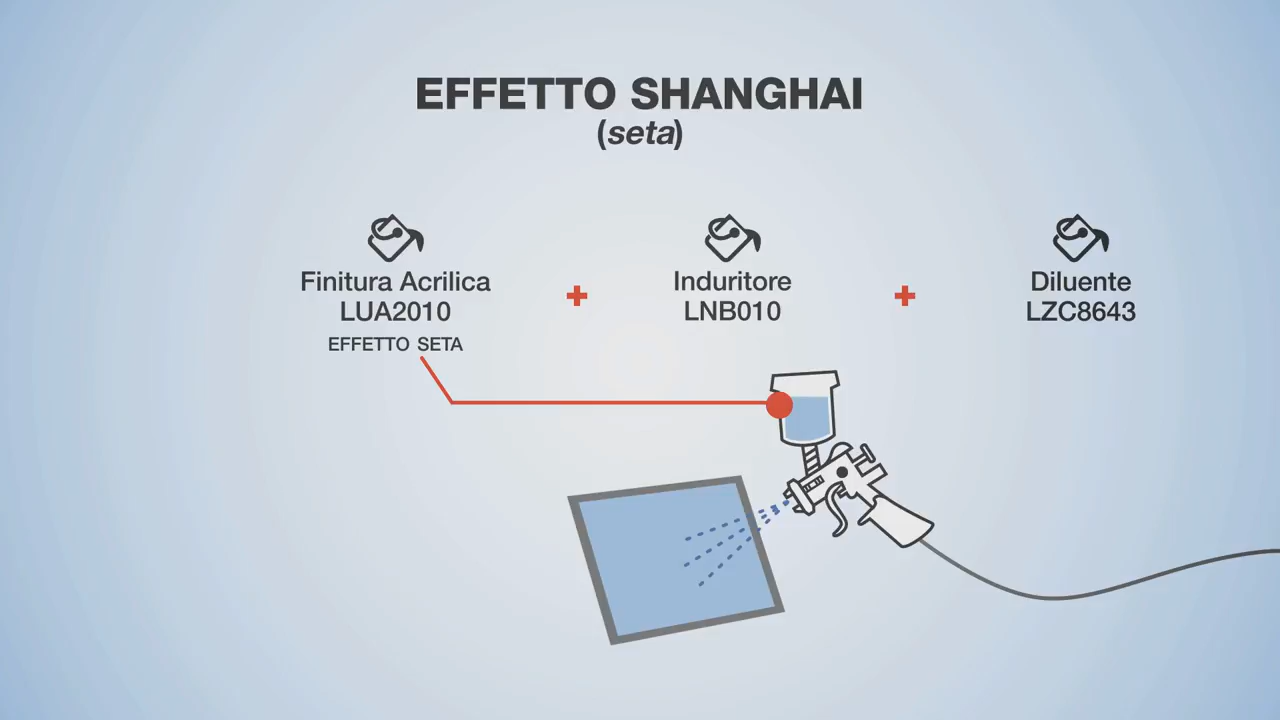 EFFETTO SHANGHAI
(seta)
Finitura Acrilica
LUA2010
EFFETTO SETA
Induritore
LNB010
Diluente
LZC8643